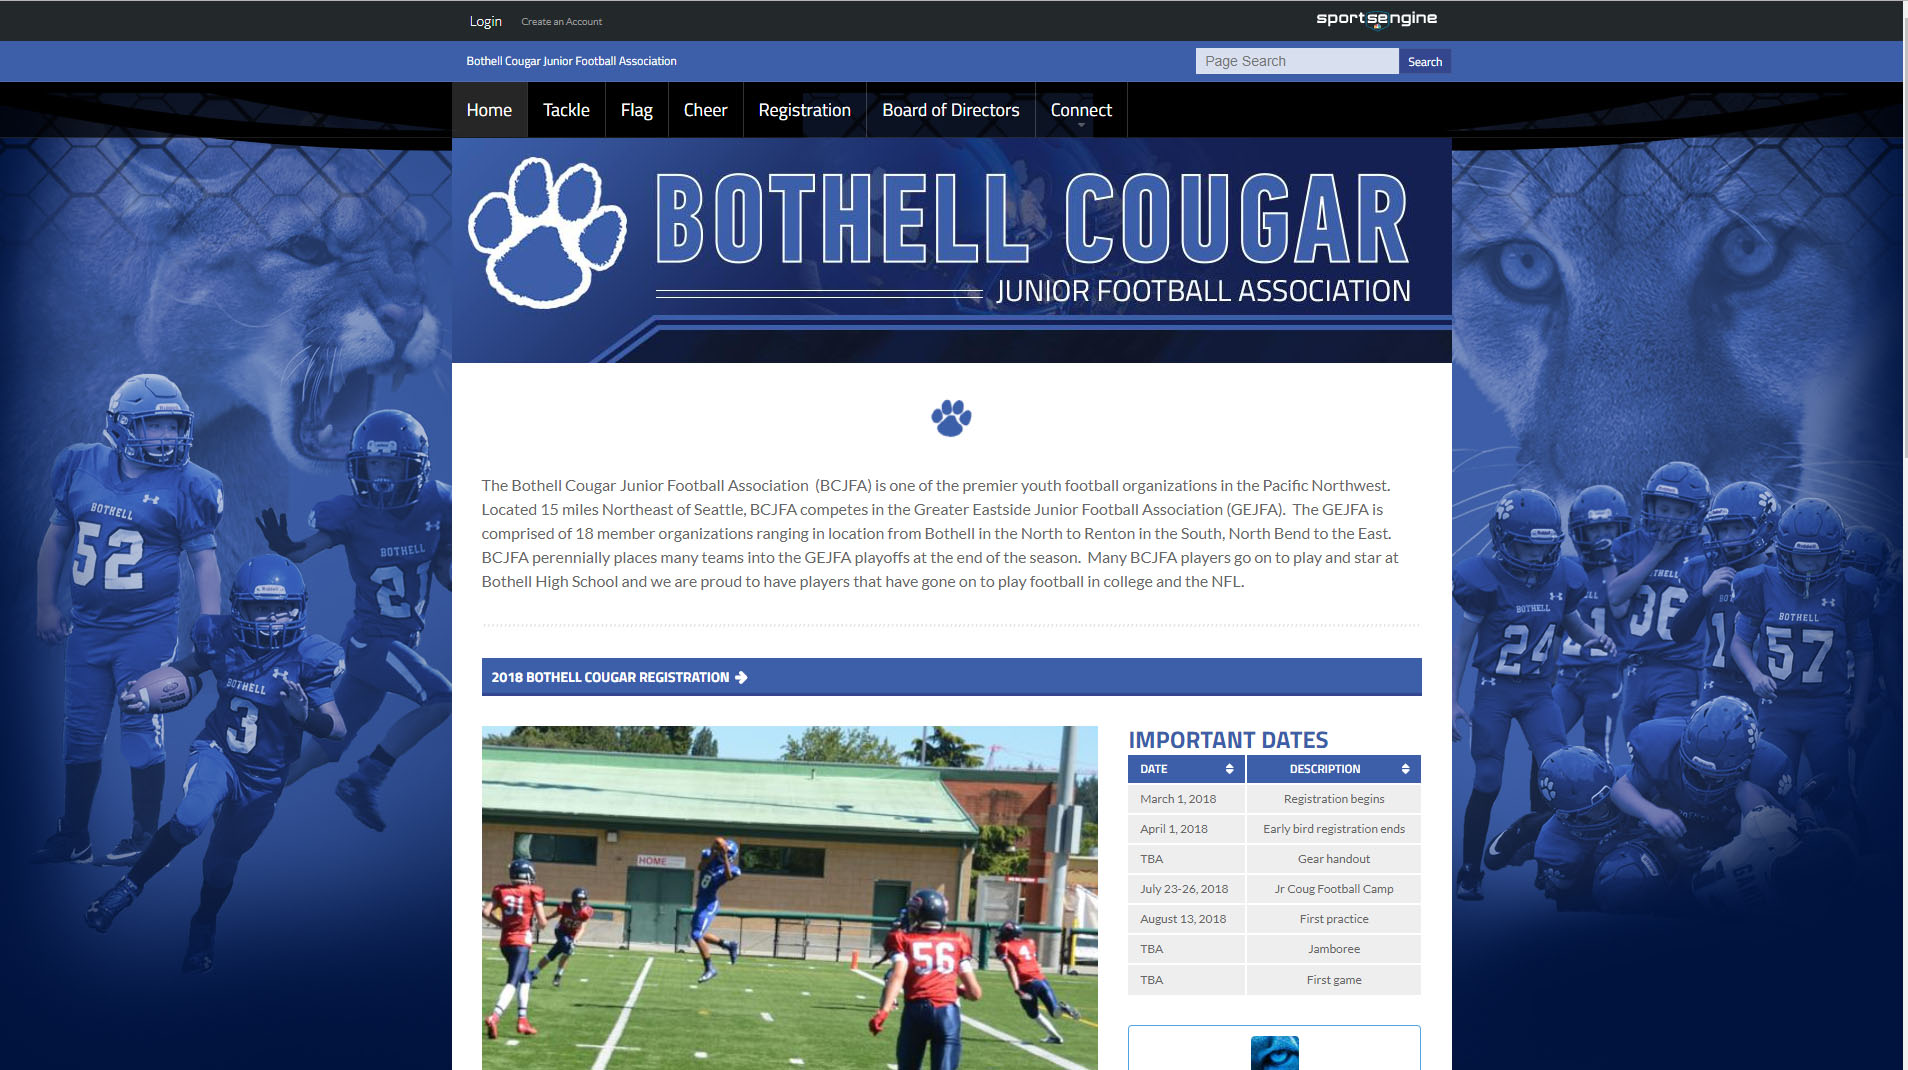 Login Create an Account sportsengine
Bothell Cougar Junior Football Association Page Search Search
Home Tackle Flag Cheer Registration Board of Directors Connect
BOTHELL COUGAR
JUNIOR FOOTBALL ASSOCIATION
The Bothell Cougar Junior Football Association (BCJFA) is one of the premier youth football organizations in the Pacific Northwest.
Located 15 miles Northeast of Seattle, BCJFA competes in the Greater Eastside Junior Football Association (GEJFA). The GEJFA is
comprised of 18 member organizations ranging in location from Bothell in the North to Renton in the South, North Bend to the East.
BCJFA perennially places many teams into the GEJFA playoffs at the end of the season. Many BCJFA players go on to play and star at
Bothell High School and we are proud to have players that have gone on to play football in college and the NFL.
2018 BOTHELL COUGAR REGISTRATION
IMPORTANT DATES
DATE DESCRIPTION
March 1, 2018 Registration begins
April 1, 2018 Early bird registration ends
TBA Gear handout
July 23-26, 2018 Jr Coug Football Camp
August 13, 2018 First practice
TBA Jamboree
TBA First game
HOME
8
31
56
4
BOTHELL
52
BOTHELL
21
BOTHELL
3
BOTHELL
24
36
1
BOTHELL
57